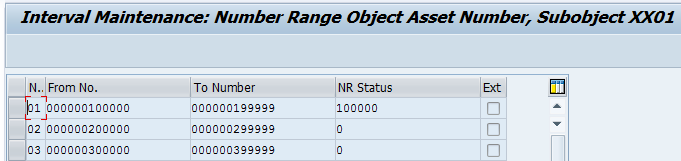 Interval Maintenance: Number Range Object Asset Number, Subobject XX01
N.. From No. To Number NR Status Ext
01 000000100000 000000199999 100000
02 000000200000 000000299999 0
03 000000300000 000000399999 0